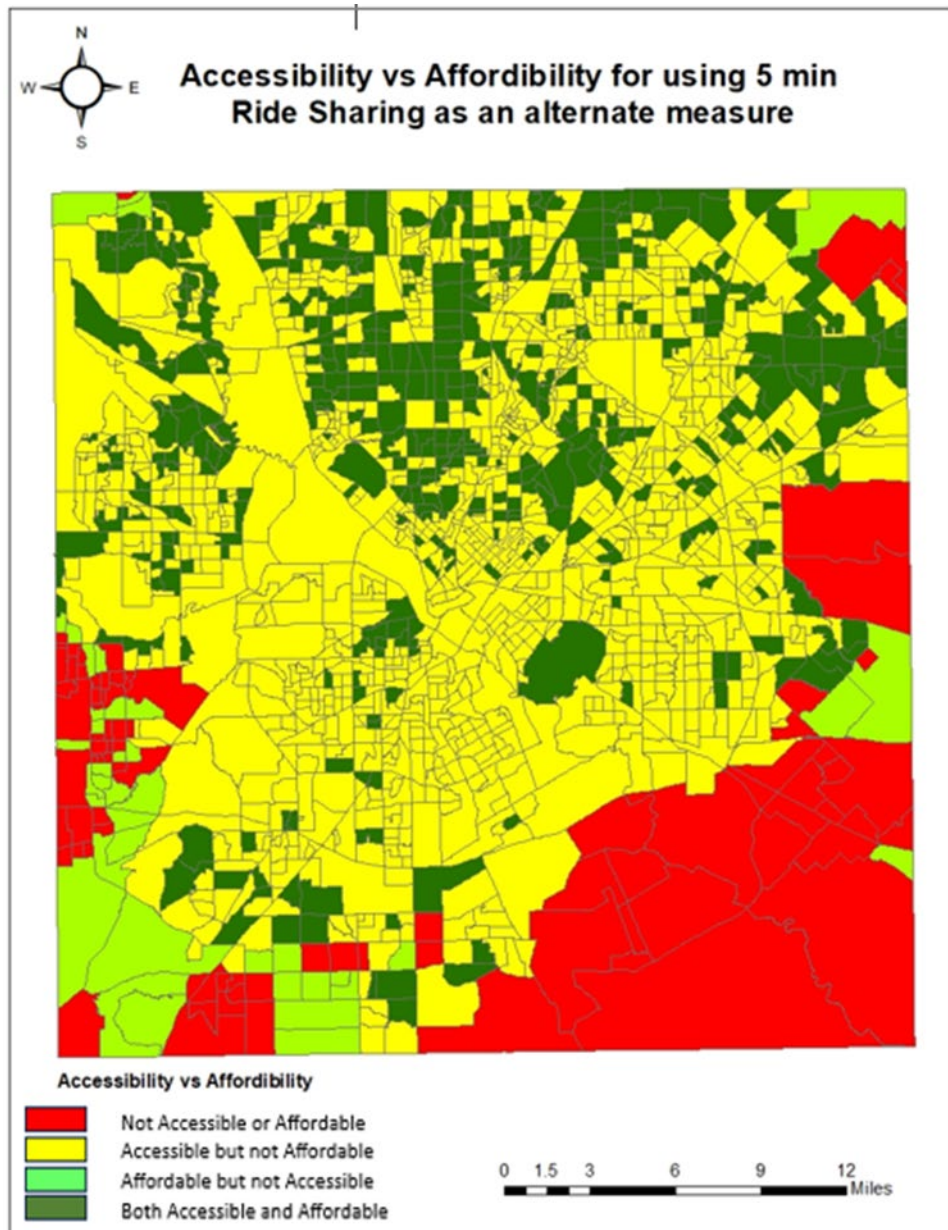 N
W E
S
Accessibility vs Affordibility for using 5 min
Ride Sharing as an alternate measure
Accessibility vs Affordibility
Not Accessible or Affordable
Accessible but not Affordable
Affordable but not Accessible
Both Accessible and Affordable
0 1.5 3 6 9 12
Miles